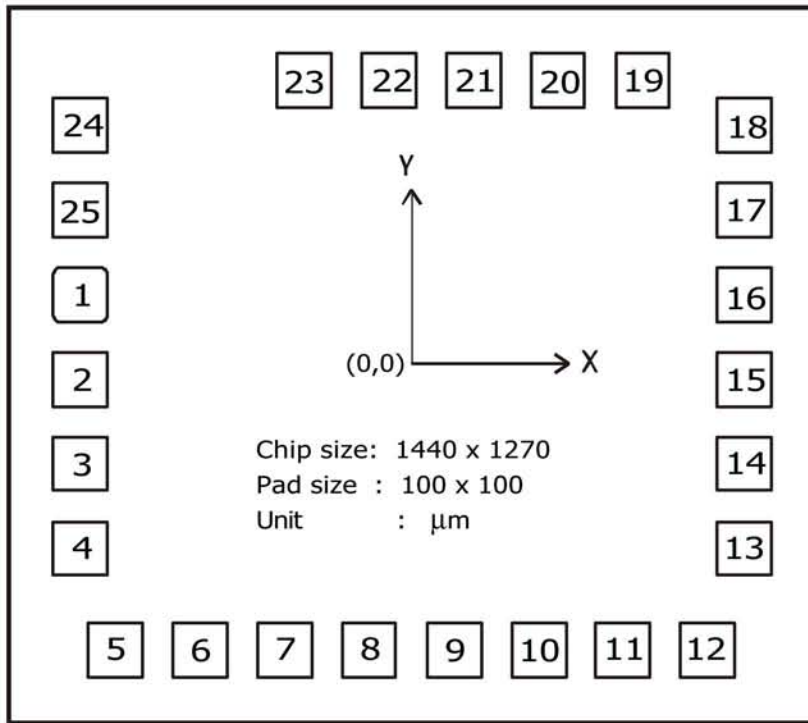 23 22 21 20 19
24 18
25 17
Y
1 16
(0,0) X
2 15
Chip size: 1440 x 1270
3 14
Pad size : 100 x 100
Unit : μm
4 13
5 6 7 8 9 10 11 12